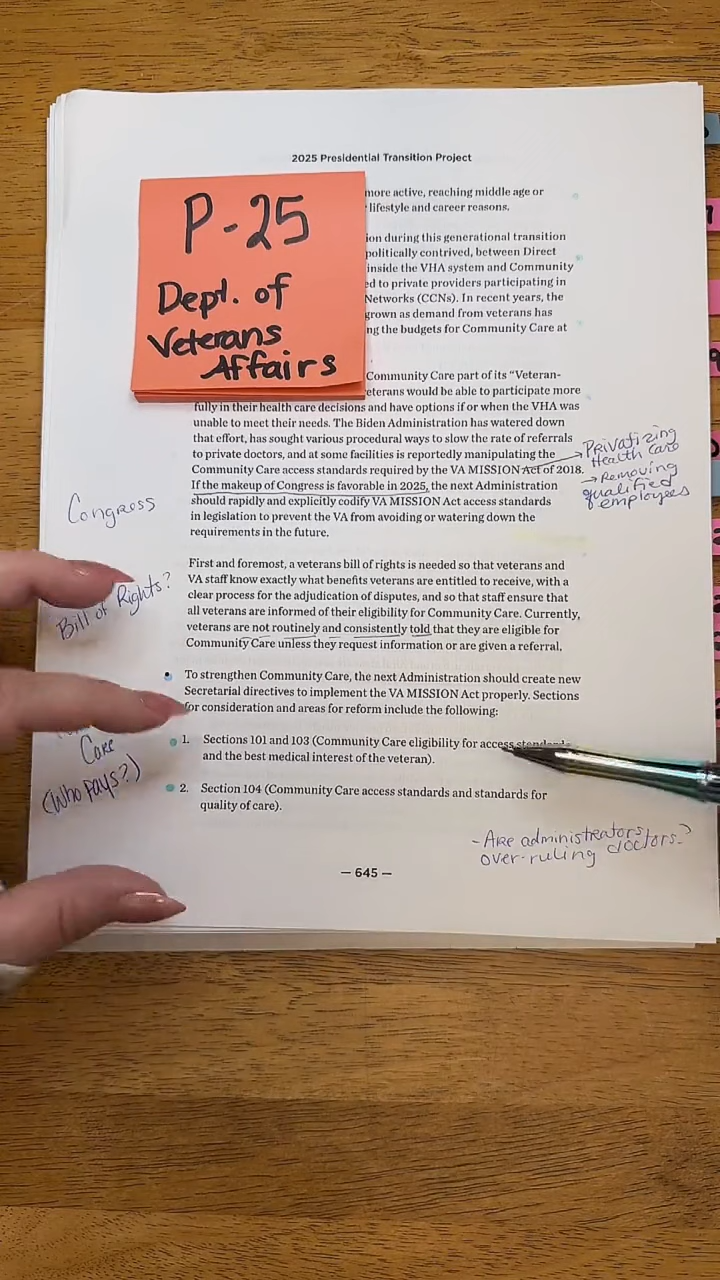 2025 Presidential Transition Project
P-25
Dept. of
Veterans
Affairs
more active, reaching middle age or
lifestyle and career reasons.
ion during this generational transition
politically contrived, between Direct
inside the VHA system and Community
ed to private providers participating in
Networks (CCNs). In recent years, the
grown as demand from veterans has
ng the budgets for Community Care at
Community Care part of its “Veteran-
eterans would be able to participate more
fully in their health care decisions and have options if or when the VHA was
unable to meet their needs. The Biden Administration has watered down
that effort, has sought various procedural ways to slow the rate of referrals
to private doctors, and at some facilities is reportedly manipulating the
Community Care access standards required by the VA MISSION Act of 2018.
If the makeup of Congress is favorable in 2025, the next Administration
should rapidly and explicitly codify VA MISSION Act access standards
in legislation to prevent the VA from avoiding or watering down the
requirements in the future.
Privatizing
Health Care
→ Removing
qualified
employees
Congress
First and foremost, a veterans bill of rights is needed so that veterans and
VA staff know exactly what benefits veterans are entitled to receive, with a
clear process for the adjudication of disputes, and so that staff ensure that
all veterans are informed of their eligibility for Community Care. Currently,
veterans are not routinely and consistently told that they are eligible for
Community Care unless they request information or are given a referral.
Bill of Rights?
• To strengthen Community Care, the next Administration should create new
Secretarial directives to implement the VA MISSION Act properly. Sections
for consideration and areas for reform include the following:
Care
(Who pays?)
1. Sections 101 and 103 (Community Care eligibility for access standards
and the best medical interest of the veteran).
2. Section 104 (Community Care access standards and standards for
quality of care).
- Are administrators
over-ruling doctors?
— 645 —